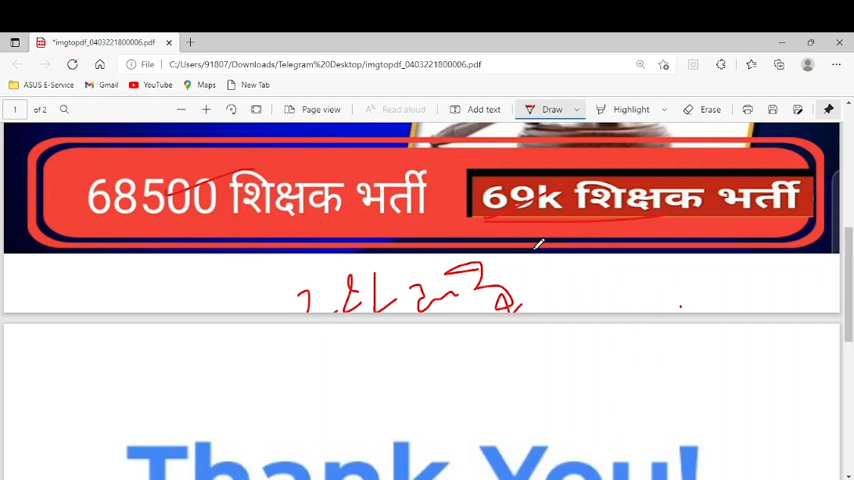 *imgtopdf_0403221800006.pdf
File
C:/Users/91807/Downloads/Telegram%20Desktop/imgtopdf_0403221800006.pdf
ASUS E-Service Gmail YouTube Maps New Tab
1 of 2 Page view Read aloud Add text Draw Highlight Erase
68500 शिक्षक भर्ती 69k शिक्षक भर्ती
Thank You!